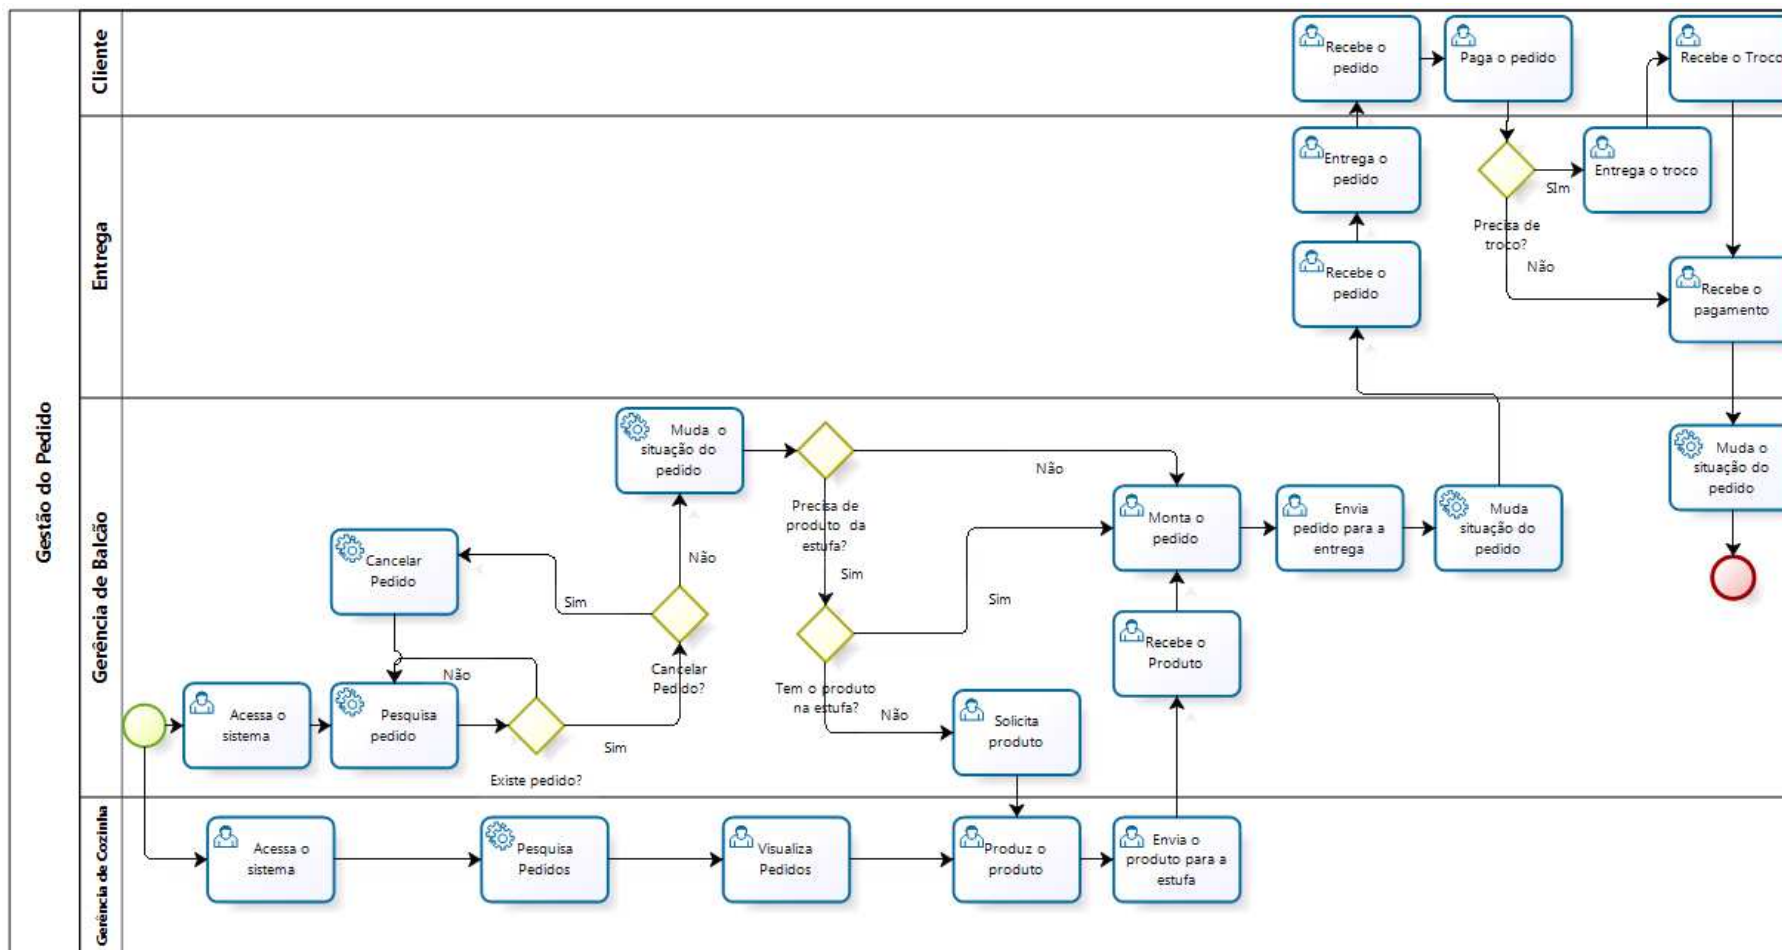 Gestão do Pedido
Cliente
Recebe o
pedido
Paga o pedido
Recebe o Troco
Entrega
Entrega o
pedido
SIm
Entrega o troco
Precisa de
troco?
Não
Recebe o
pedido
Recebe o
pagamento
Gerência de Balcão
Muda o
situação do
pedido
Não
Precisa de
produto da
estufa?
Sim
Monta o
pedido
Envia
pedido para a
entrega
Muda
situação do
pedido
Muda o
situação do
pedido
Cancelar
Pedido
Não
Sim
Sim
Cancelar
Pedido?
Recebe o
Produto
Tem o produto
na estufa?
Não
Solicita
produto
Não
Acessa o
sistema
Pesquisa
pedido
Sim
Existe pedido?
Gerência de Cozinha
Acessa o
sistema
Pesquisa
Pedidos
Visualiza
Pedidos
Produz o
produto
Envia o
produto para a
estufa